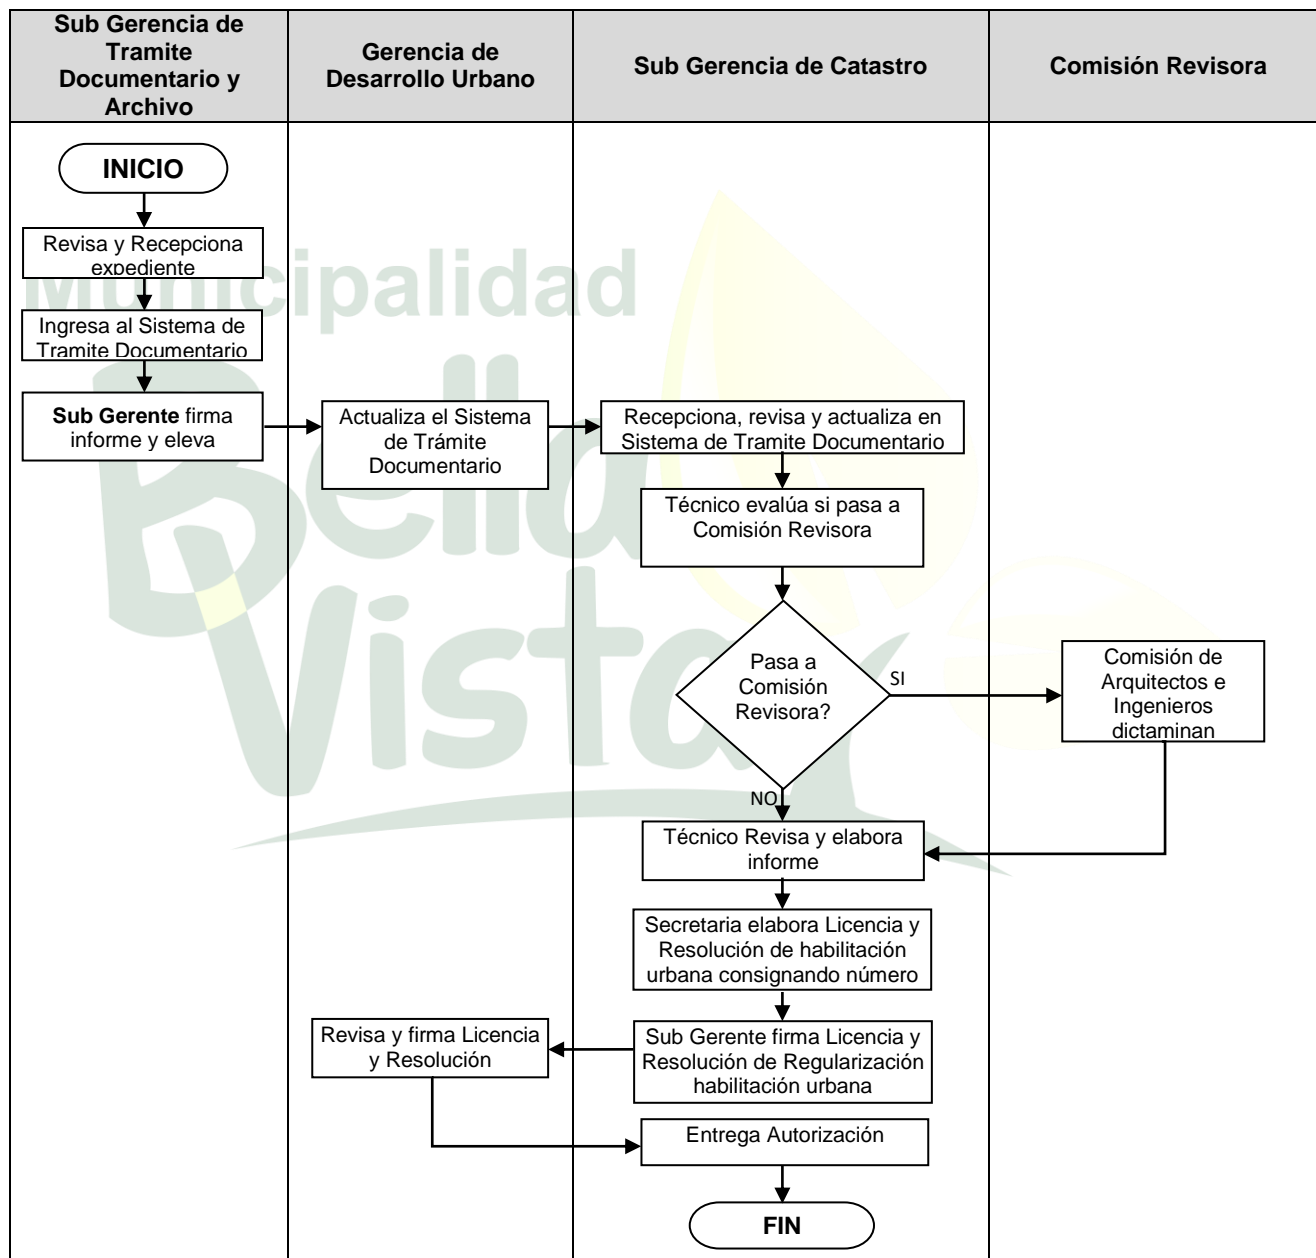 Sub Gerencia de
Tramite
Documentario y
Archivo
Gerencia de
Desarrollo Urbano
Sub Gerencia de Catastro
Comisión Revisora
INICIO
Revisa y Recepciona
expediente
Ingresa al Sistema de
Tramite Documentario
Sub Gerente firma
informe y eleva
Actualiza el Sistema
de Trámite
Documentario
Recepciona, revisa y actualiza en
Sistema de Tramite Documentario
Técnico evalúa si pasa a
Comisión Revisora
Pasa a
Comisión
Revisora?
SI
Comisión de
Arquitectos e
Ingenieros
dictaminan
NO
Técnico Revisa y elabora
informe
Secretaria elabora Licencia y
Resolución de habilitación
urbana consignando número
Sub Gerente firma Licencia y
Resolución de Regularización
habilitación urbana
Revisa y firma Licencia
y Resolución
Entrega Autorización
FIN
Municipalidad
Bella
Vista